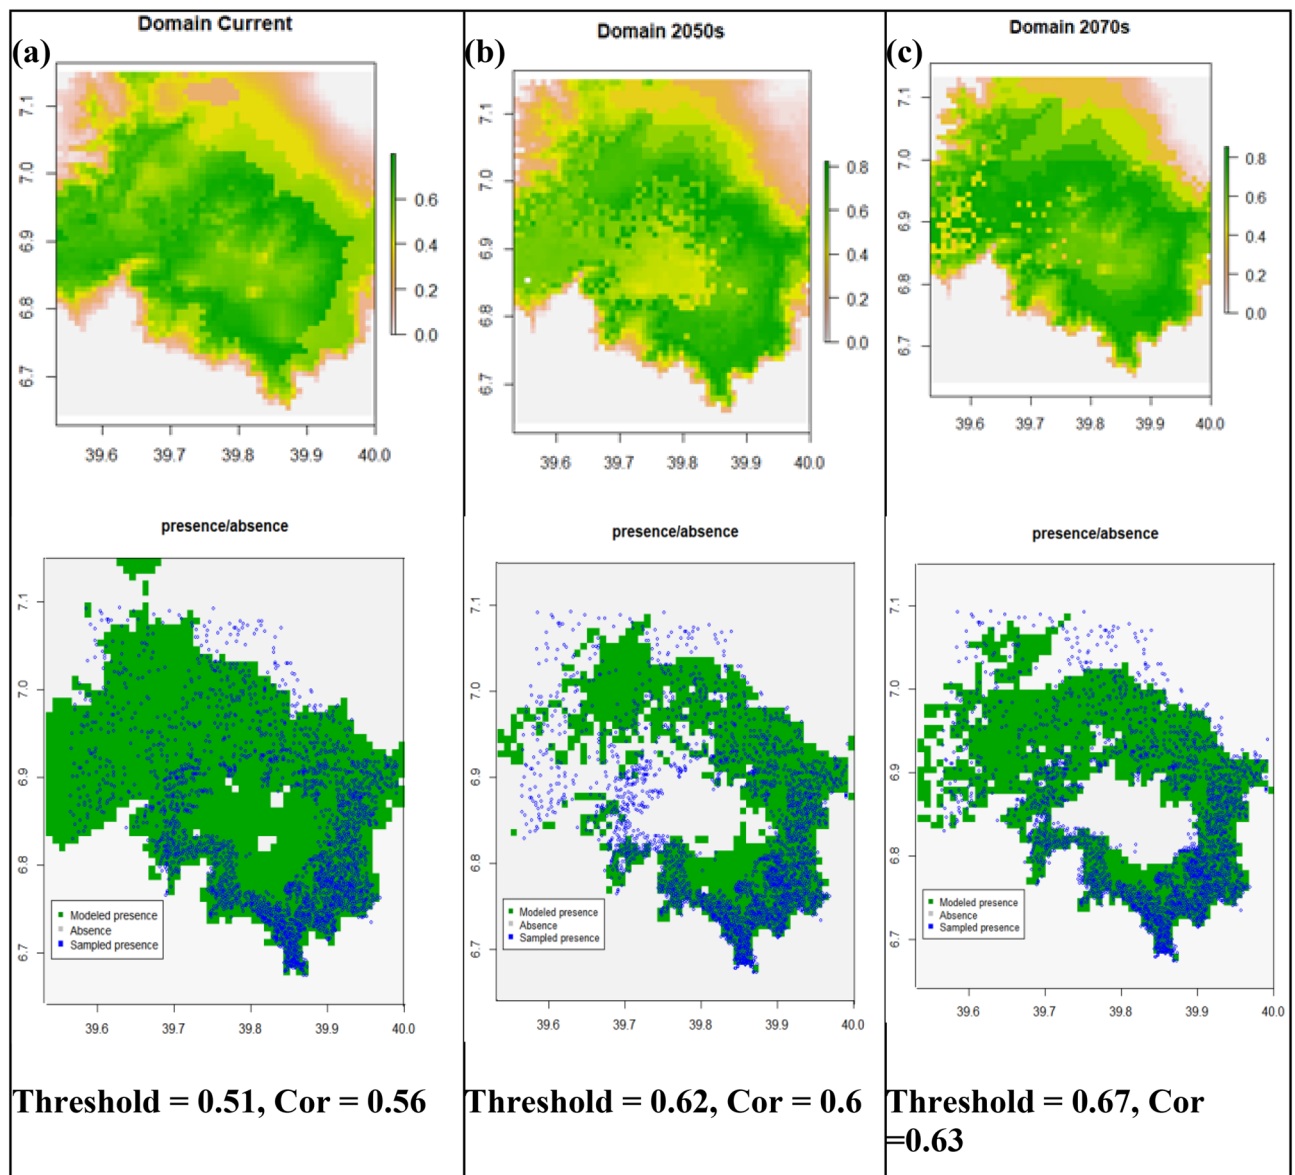 Domain Current
(a)
7.1
7.0
6.9
6.8
6.7
39.6 39.7 39.8 39.9 40.0
0.6
0.4
0.2
0.0
Domain 2050s
(b)
7.1
7.0
6.9
6.8
6.7
39.6 39.7 39.8 39.9 40.0
0.8
0.6
0.4
0.2
0.0
Domain 2070s
(c)
7.1
7.0
6.9
6.8
6.7
39.6 39.7 39.8 39.9 40.0
0.8
0.6
0.4
0.2
0.0
presence/absence
7.1
7.0
6.9
6.8
6.7
Modeled presence
Absence
Sampled presence
39.6 39.7 39.8 39.9 40.0
presence/absence
7.1
7.0
6.9
6.8
6.7
Modeled presence
Absence
Sampled presence
39.6 39.7 39.8 39.9 40.0
presence/absence
7.1
7.0
6.9
6.8
6.7
Modeled presence
Absence
Sampled presence
39.6 39.7 39.8 39.9 40.0
Threshold = 0.51, Cor = 0.56
Threshold = 0.62, Cor = 0.6
Threshold = 0.67, Cor
=0.63